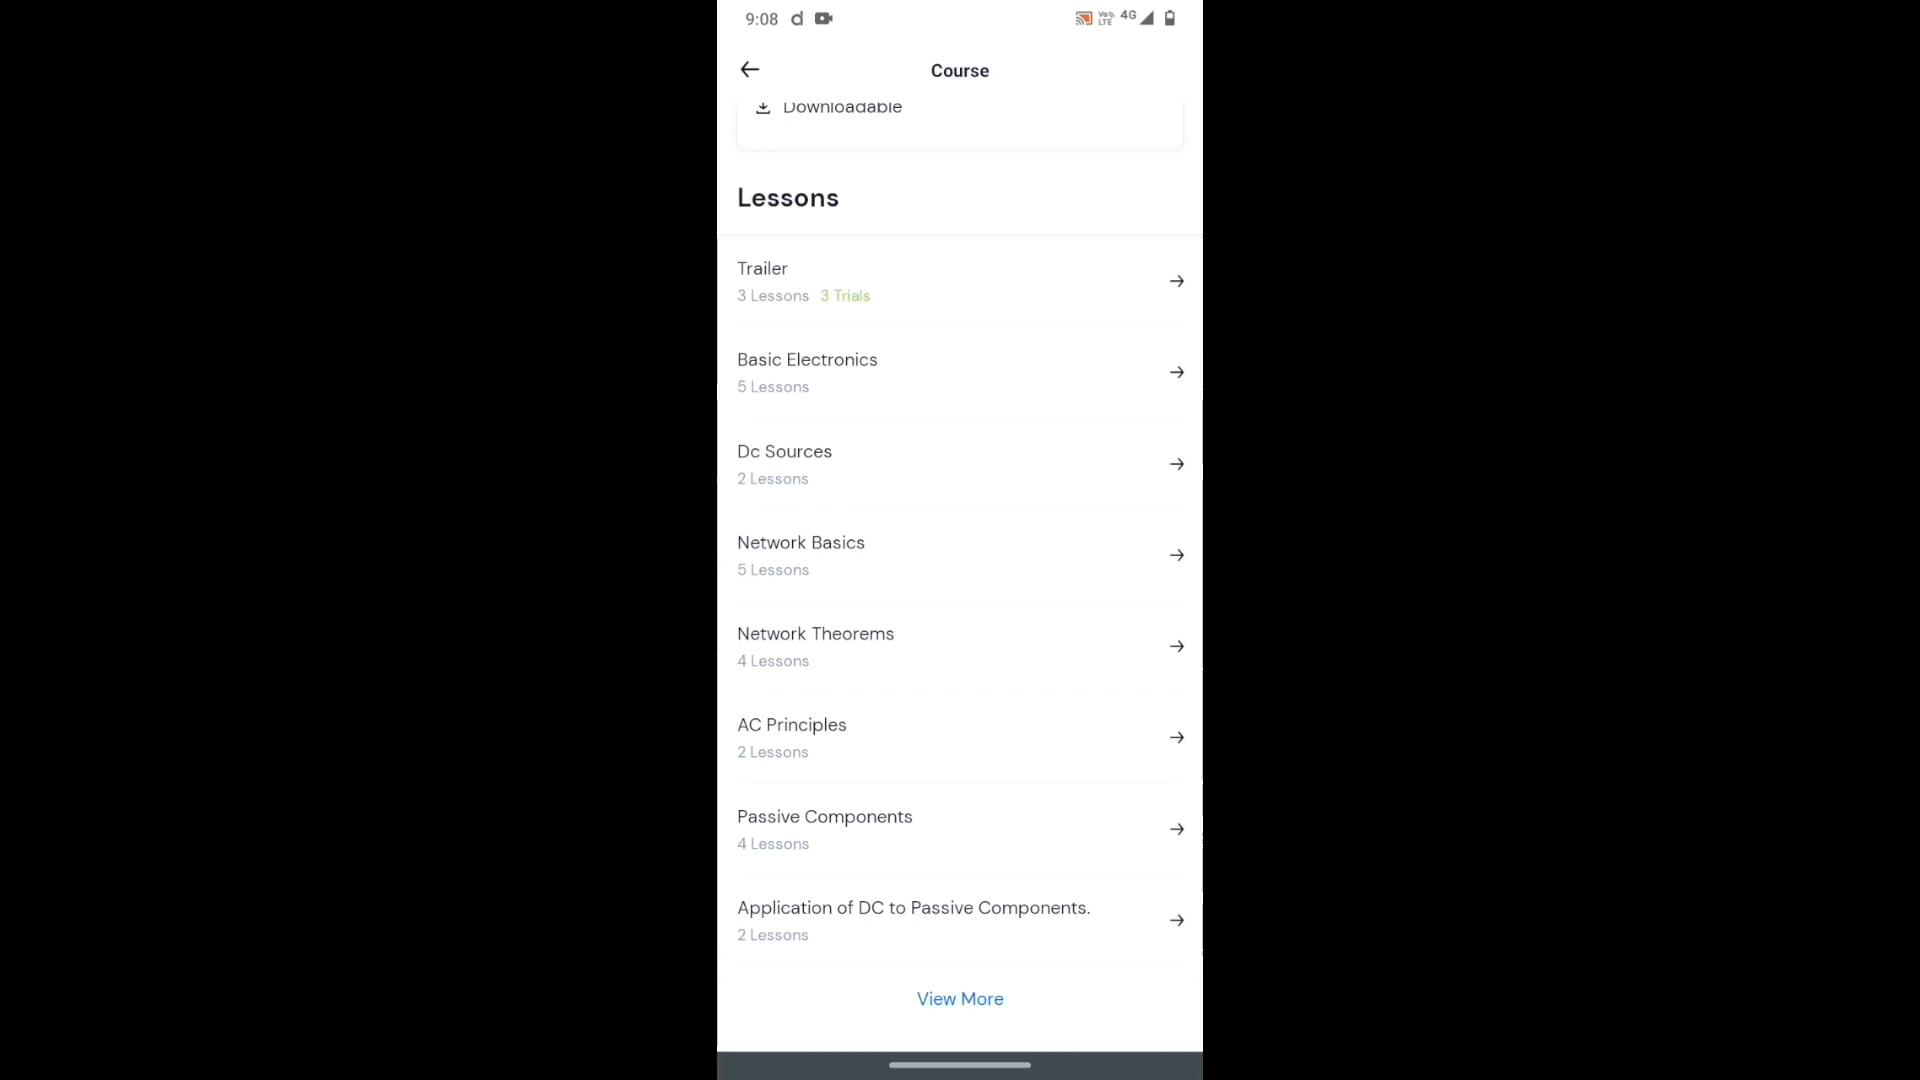 9:08 d Vo LTE 4G
Course
Downloadable
Lessons
Trailer
3 Lessons 3 Trials
Basic Electronics
5 Lessons
Dc Sources
2 Lessons
Network Basics
5 Lessons
Network Theorems
4 Lessons
AC Principles
2 Lessons
Passive Components
4 Lessons
Application of DC to Passive Components.
2 Lessons
View More